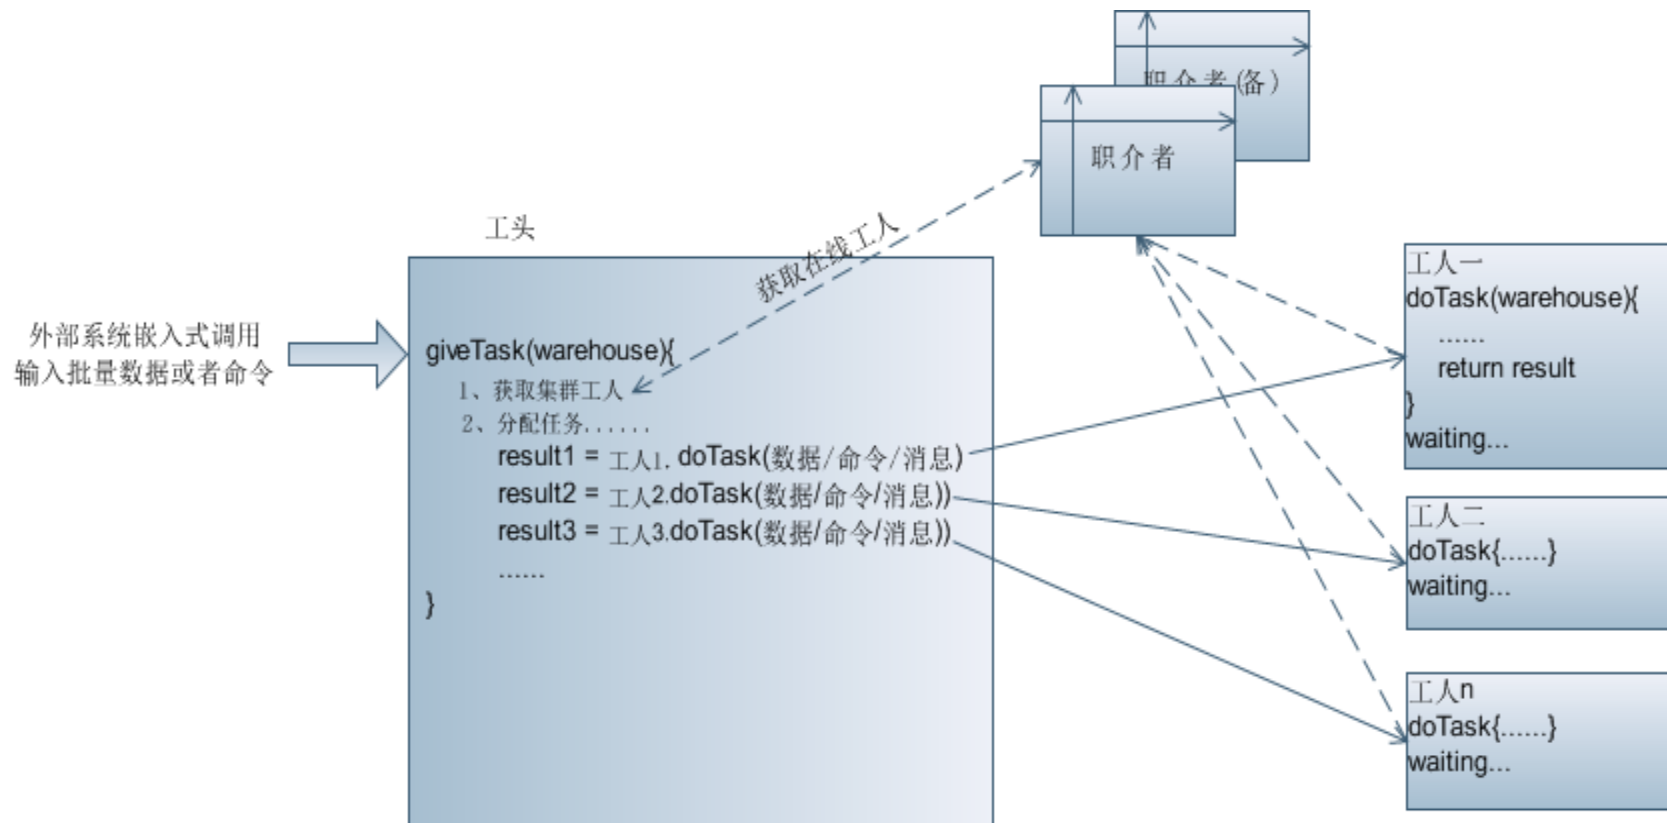 职介者(备)
职介者
工头
获取在线工人
外部系统嵌入式调用
输入批量数据或者命令
giveTask(warehouse){
1、获取集群工人
2、分配任务......
result1 = 工人1. doTask(数据/命令/消息)
result2 = 工人2.doTask(数据/命令/消息))
result3 = 工人3.doTask(数据/命令/消息))
......
}
工人一
doTask(warehouse){
......
return result
}
waiting...
工人二
doTask{......}
waiting...
工人n
doTask{......}
waiting...